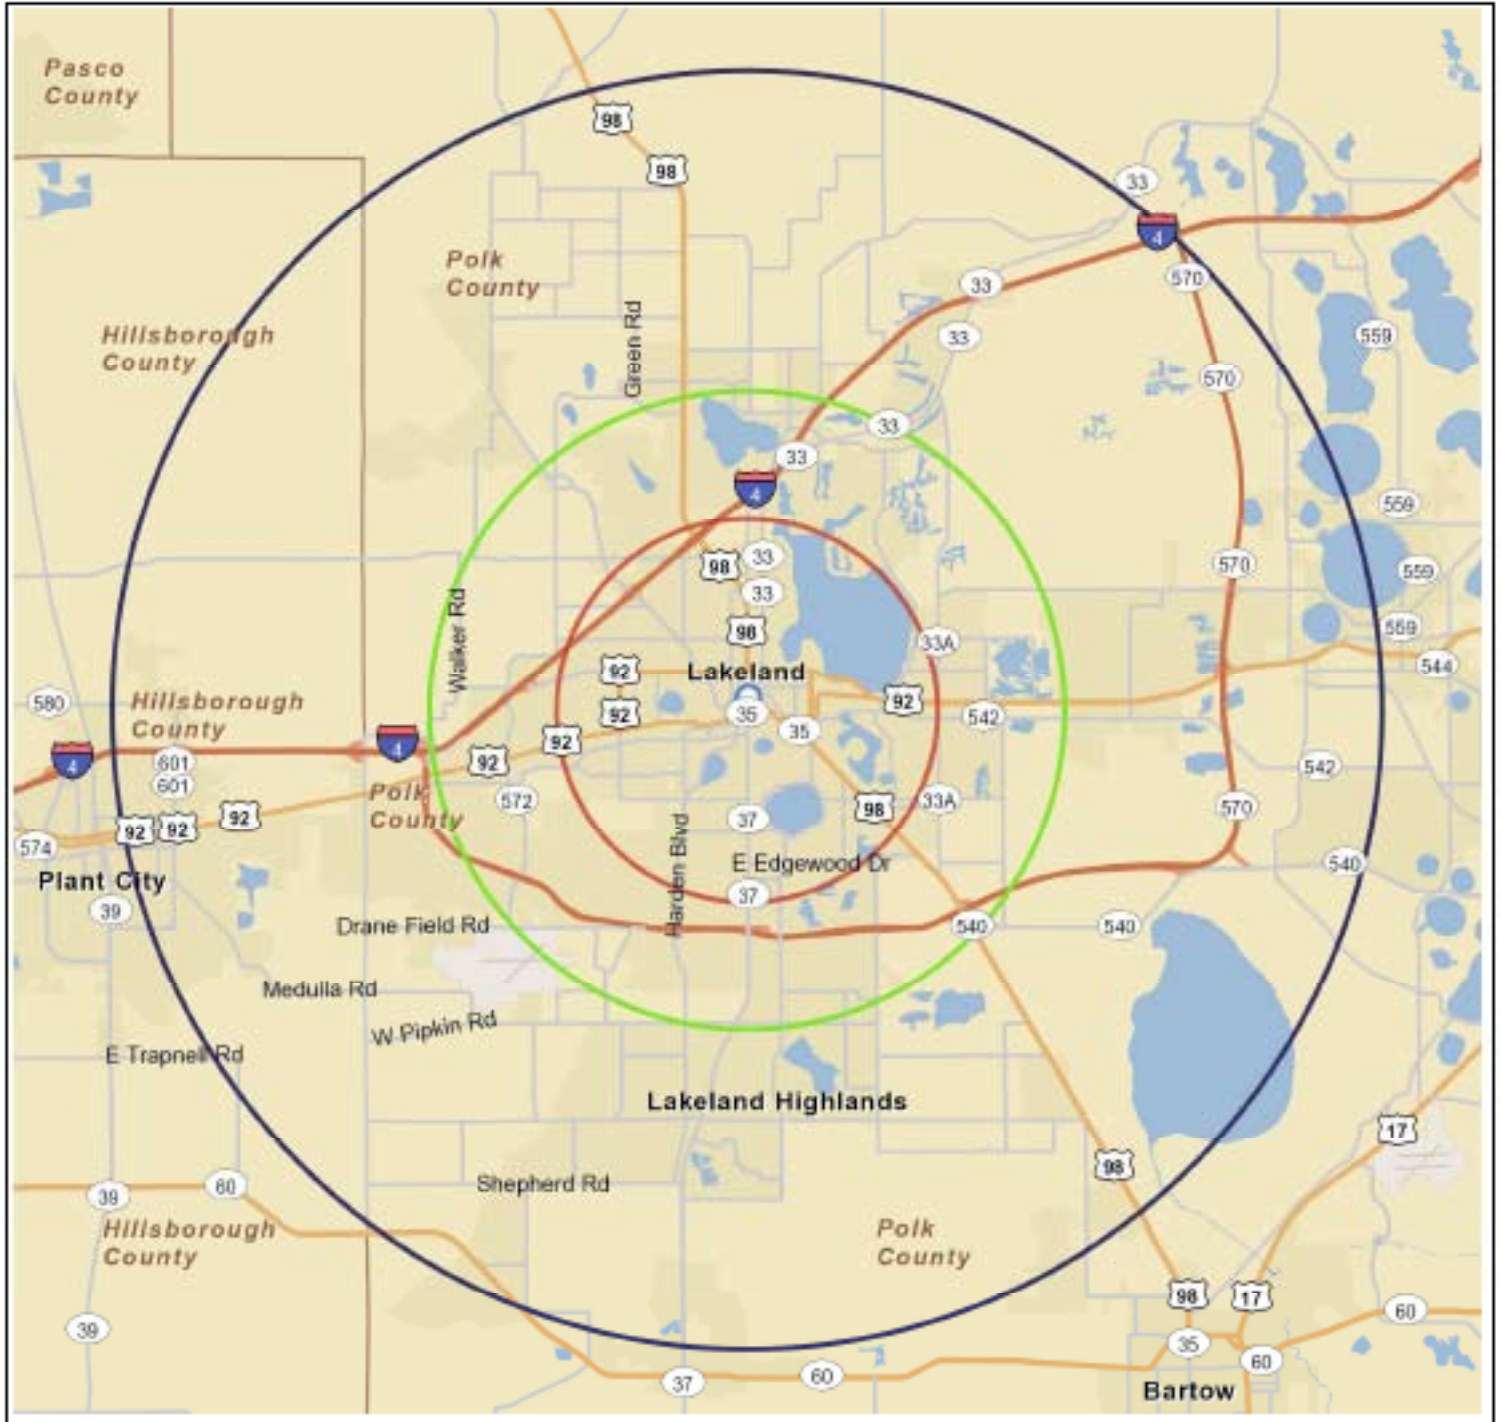 Pasco
County
98
98
33
4
Polk
County
570
33
Hillsborough
County
33
559
Green Rd
570
33
33
4
559
98
33
570
559
33
Walker Rd
98
33A
559
92
Lakeland
544
580
Hillsborough
County
92
35
92
542
35
4
92
4
92
601
542
601
Polk
County
572
33A
98
570
37
92
92
92
574
Harden Blvd
E Edgewood Dr
540
Plant City
37
39
Drane Field Rd
540
540
Medulla Rd
W Pipkin Rd
E Trapnell Rd
Lakeland Highlands
17
98
Shepherd Rd
60
39
Hillsborough
County
Polk
County
98
17
60
39
35
60
37
60
Bartow